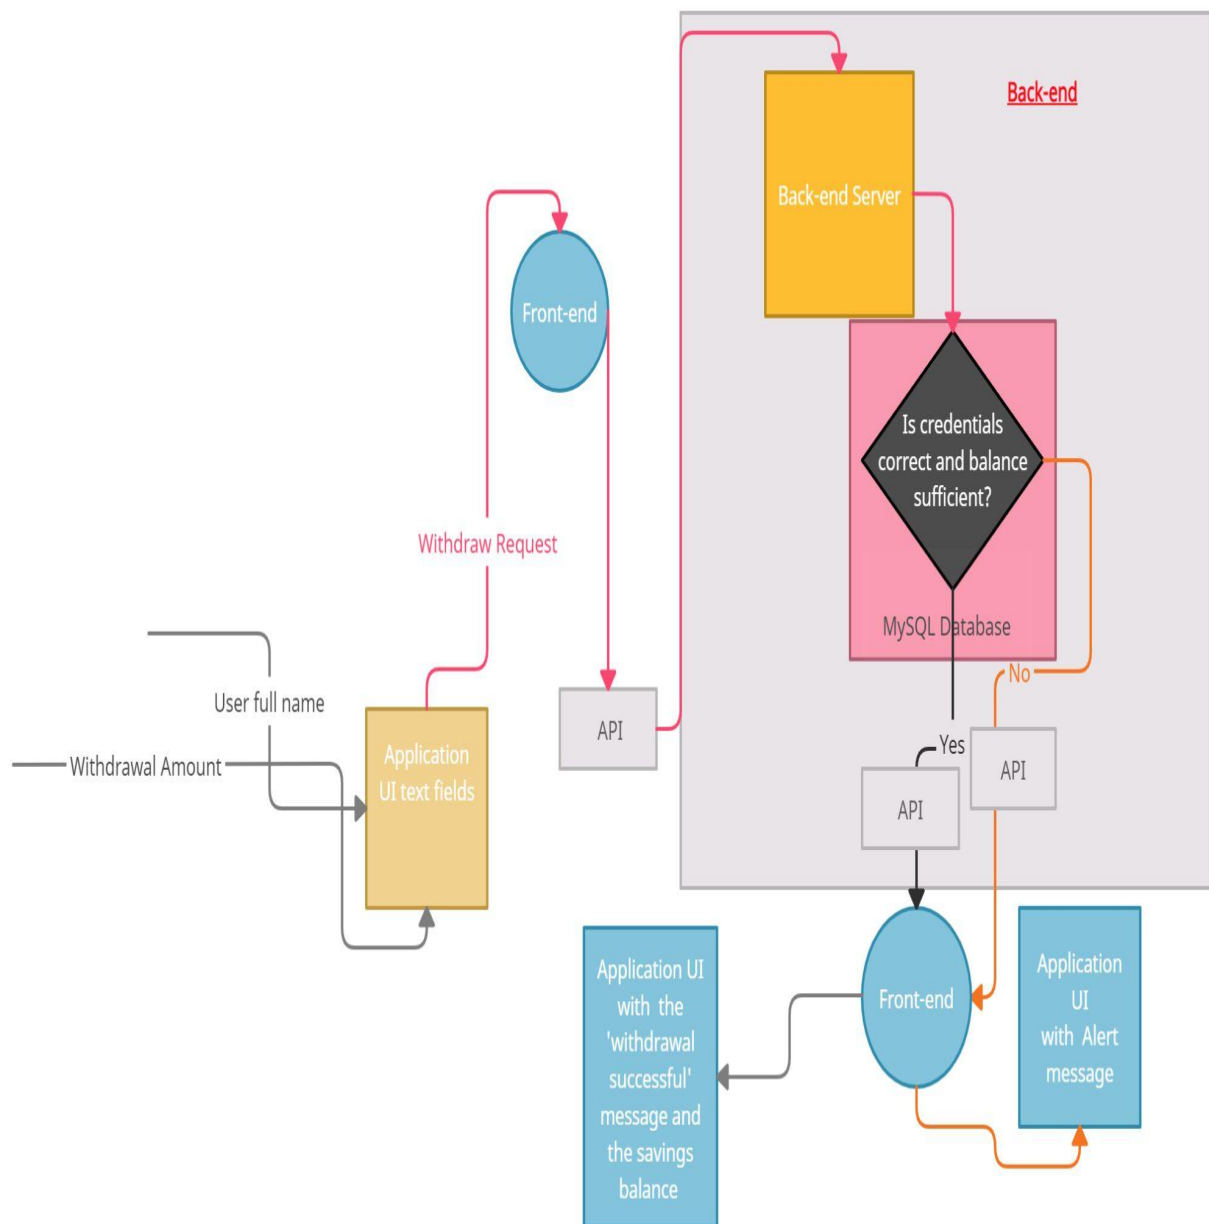 Back-end
Back-end Server
Front-end
Is credentials
correct and balance
sufficient?
Withdraw Request
MySQL Database
No
User full name
API
Yes
Application
UI text fields
Withdrawal Amount
API
API
Application UI
with the
'withdrawal
successful'
message and
the savings
balance
Front-end
Application
UI
with Alert
message